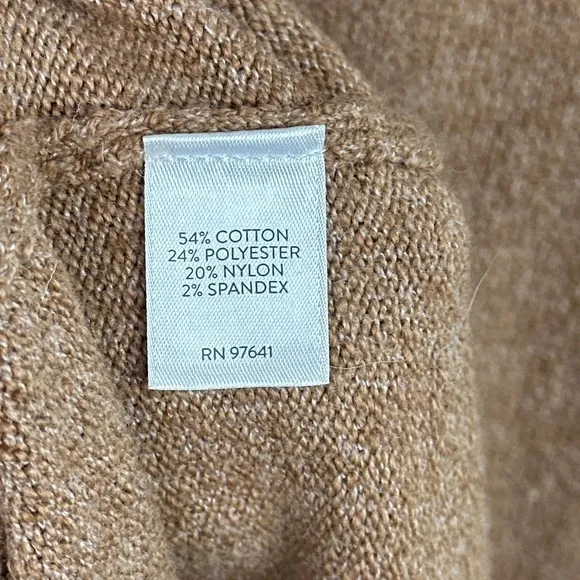 54% COTTON
24% POLYESTER
20% NYLON
2% SPANDEX
RN 97641